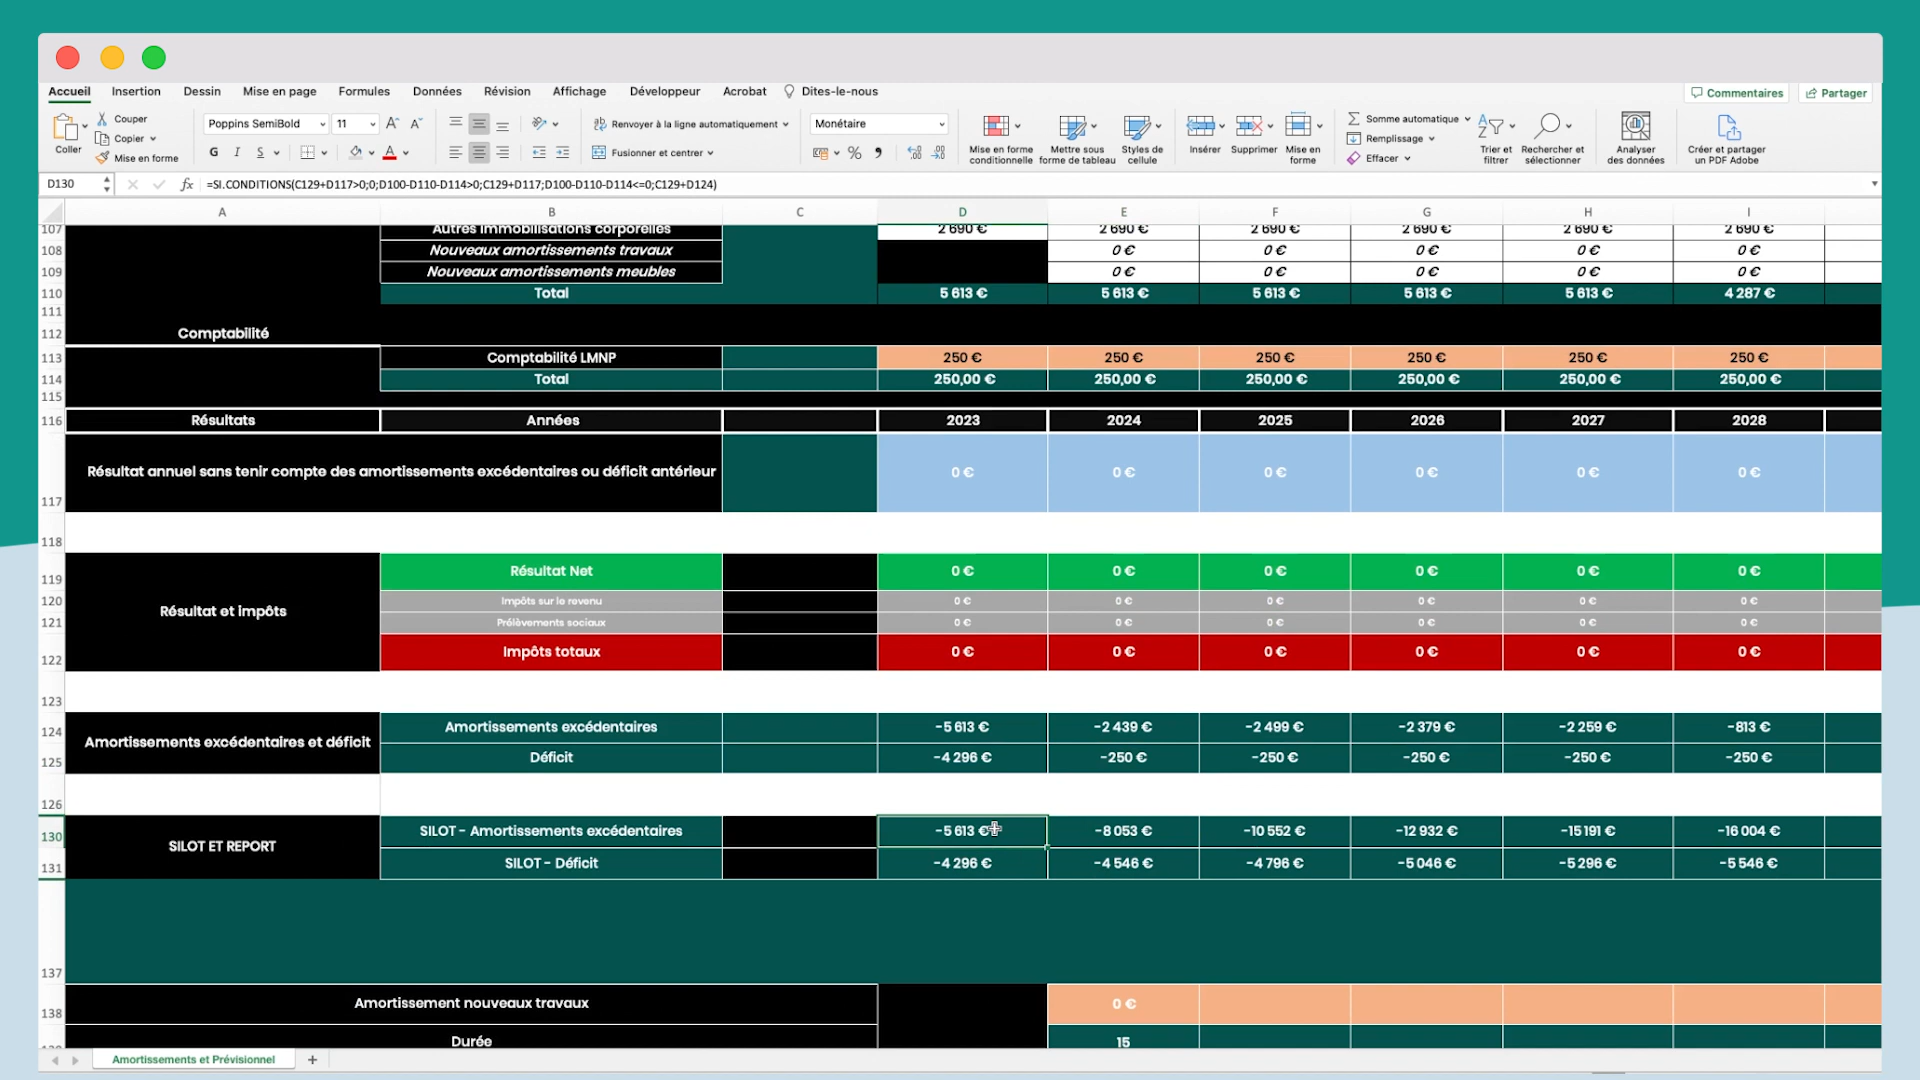 Accueil Insertion Dessin Mise en page Formules Données Révision Affichage Développeur Acrobat Dites-le-nous Commentaires Partager
Coller Couper Copier Mise en forme
Poppins SemiBold 11 A A
G I S A
Renvoyer à la ligne automatiquement
Fusionner et centrer
Monétaire
%
Mise en forme conditionnelle
Mettre sous forme de tableau
Styles de cellule
Insérer Supprimer Mise en forme
Somme automatique
Remplissage
Effacer
Trier et filtrer
Rechercher et sélectionner
Analyser des données
Créer et partager un PDF Adobe
D130 fx =SI.CONDITIONS(C129+D117>0;0;D100-D110-D114>0;C129+D117;D100-D110-D114<=0;C129+D124)
A B C D E F G H I
107 Autres immobilisations corporelles 2 690 € 2 690 € 2 690 € 2 690 € 2 690 € 2 690 €
108 Nouveaux amortissements travaux 0 € 0 € 0 € 0 € 0 €
109 Nouveaux amortissements meubles 0 € 0 € 0 € 0 € 0 €
110 Total 5 613 € 5 613 € 5 613 € 5 613 € 5 613 € 4 287 €
111
112 Comptabilité
113 Comptabilité LMNP 250 € 250 € 250 € 250 € 250 € 250 €
114 Total 250,00 € 250,00 € 250,00 € 250,00 € 250,00 € 250,00 €
115
116 Résultats Années 2023 2024 2025 2026 2027 2028
117 Résultat annuel sans tenir compte des amortissements excédentaires ou déficit antérieur 0 € 0 € 0 € 0 € 0 € 0 €
118
119 Résultat Net 0 € 0 € 0 € 0 € 0 € 0 €
120 Impôts sur le revenu 0 € 0 € 0 € 0 € 0 € 0 €
Résultat et impôts
121 Prélèvements sociaux 0 € 0 € 0 € 0 € 0 € 0 €
122 Impôts totaux 0 € 0 € 0 € 0 € 0 € 0 €
123
124 Amortissements excédentaires -5 613 € -2 439 € -2 499 € -2 379 € -2 259 € -813 €
Amortissements excédentaires et déficit
125 Déficit -4 296 € -250 € -250 € -250 € -250 € -250 €
126
130 SILOT - Amortissements excédentaires -5 613 € -8 053 € -10 552 € -12 932 € -15 191 € -16 004 €
SILOT ET REPORT
131 SILOT - Déficit -4 296 € -4 546 € -4 796 € -5 046 € -5 296 € -5 546 €
137
138 Amortissement nouveaux travaux 0 €
Durée 15
Amortissements et Prévisionnel +